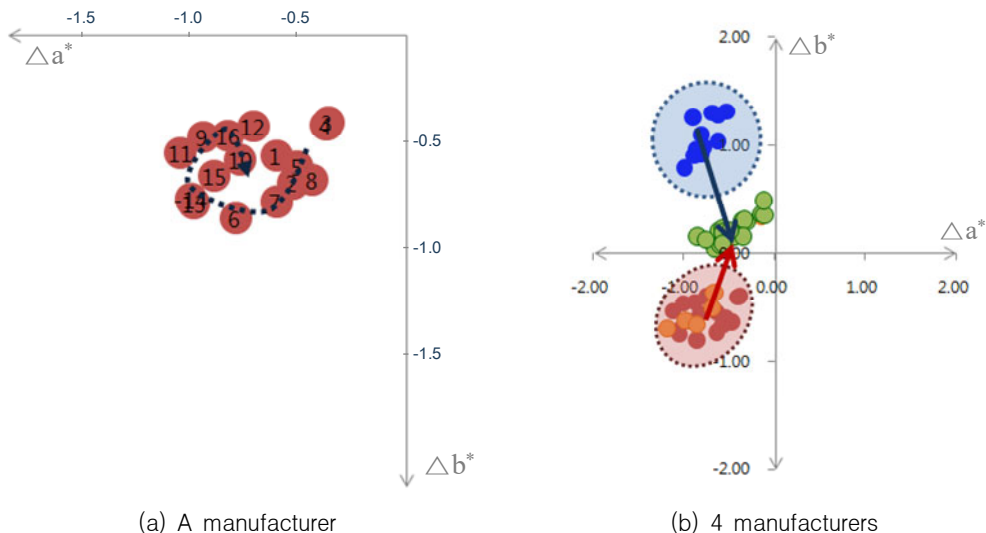 -1.5 -1.0 -0.5
△a*
-0.5
-1.0
-1.5
△b*
9 16 12 3 4
11 10 1 5
15 2 8
14 13 7
6
(a) A manufacturer
2.00
△b*
1.00
0.00
△a*
-2.00 -1.00 0.00 1.00 2.00
-1.00
-2.00
(b) 4 manufacturers